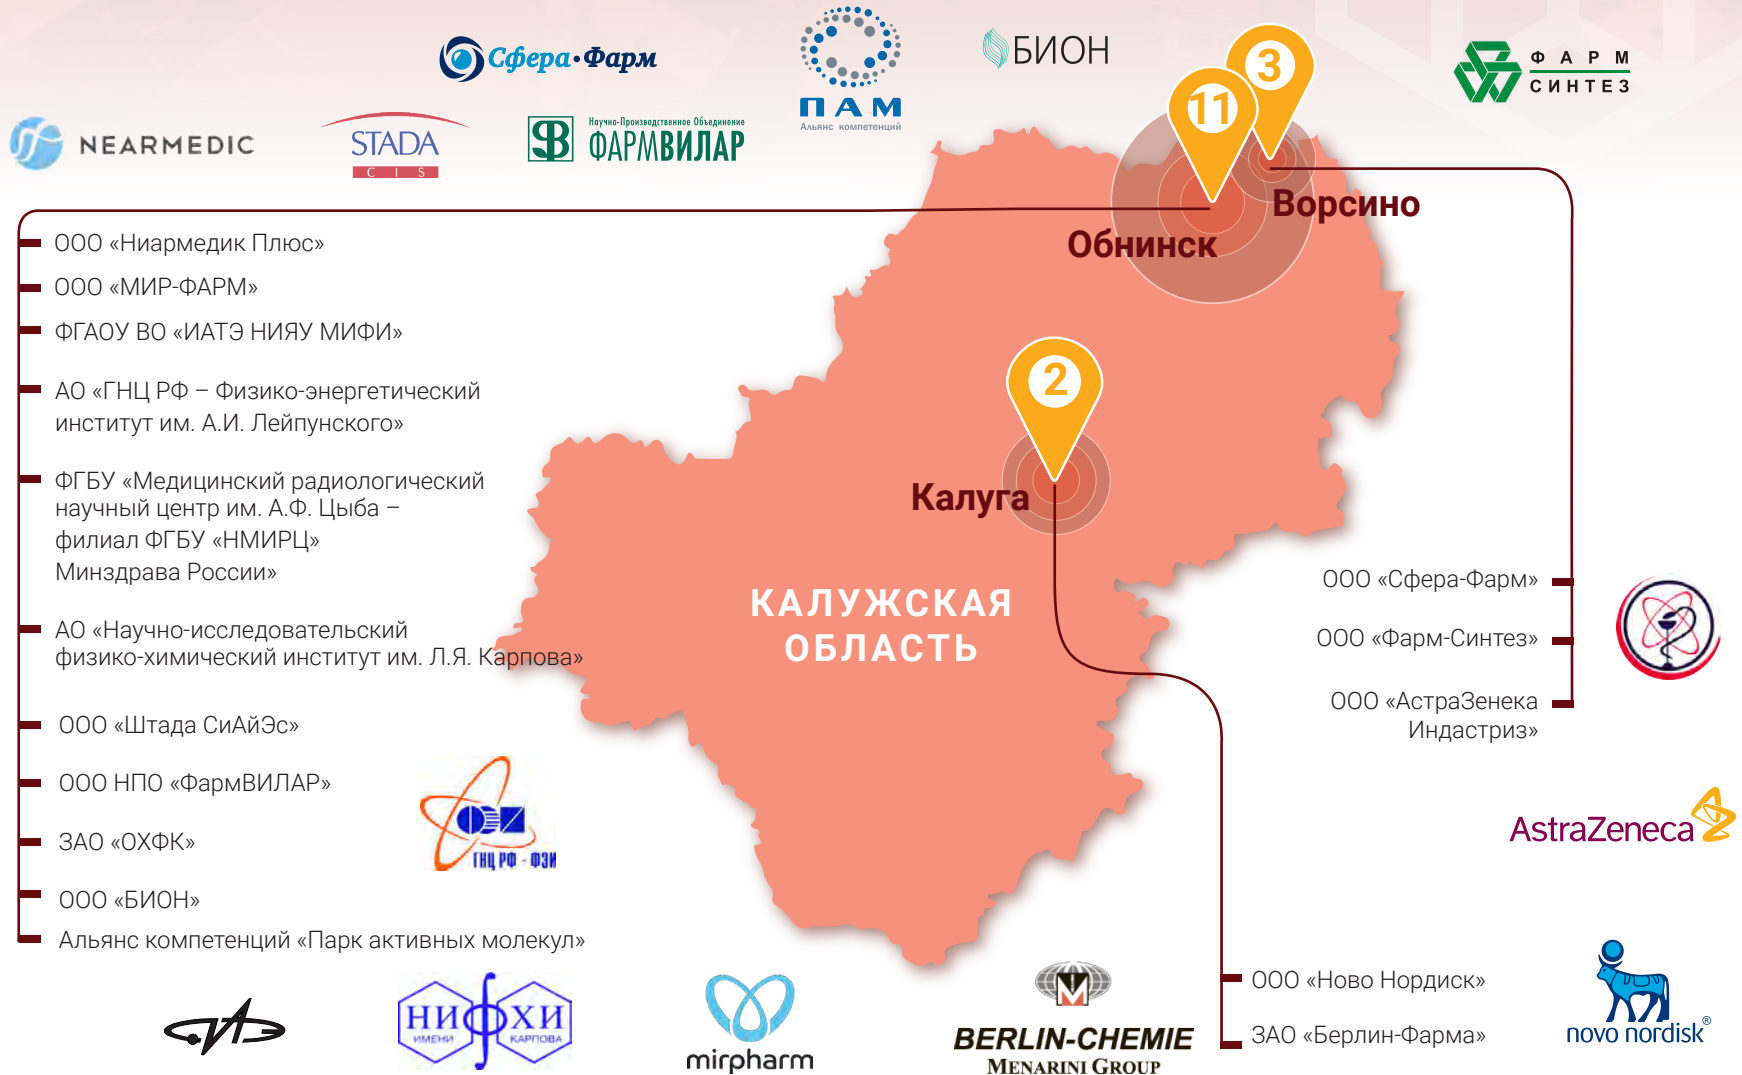 Сфера·Фарм
ПАМ
Альянс компетенций
БИОН
ФАРМ
СИНТЕЗ
NEARMEDIC
STADA
CIS
Научно-Производственное Объединение
ФАРМВИЛАР
11
3
Ворсино
Обнинск
2
Калуга
КАЛУЖСКАЯ
ОБЛАСТЬ
ООО «Ниармедик Плюс»
ООО «МИР-ФАРМ»
ФГАОУ ВО «ИАТЭ НИЯУ МИФИ»
АО «ГНЦ РФ – Физико-энергетический
институт им. А.И. Лейпунского»
ФГБУ «Медицинский радиологический
научный центр им. А.Ф. Цыба –
филиал ФГБУ «НМИРЦ»
Минздрава России»
АО «Научно-исследовательский
физико-химический институт им. Л.Я. Карпова»
ООО «Штада СиАйЭс»
ООО НПО «ФармВИЛАР»
ЗАО «ОХФК»
ООО «БИОН»
Альянс компетенций «Парк активных молекул»
ФЭИ
ГНЦ РФ - ФЭИ
ООО «Сфера-Фарм»
ООО «Фарм-Синтез»
ООО «АстраЗенека
Индастриз»
AstraZeneca
ООО «Ново Нордиск»
ЗАО «Берлин-Фарма»
novo nordisk®
ИАТЭ
НИФХИ
ИМЕНИ КАРПОВА
mirpharm
BERLIN-CHEMIE
MENARINI GROUP